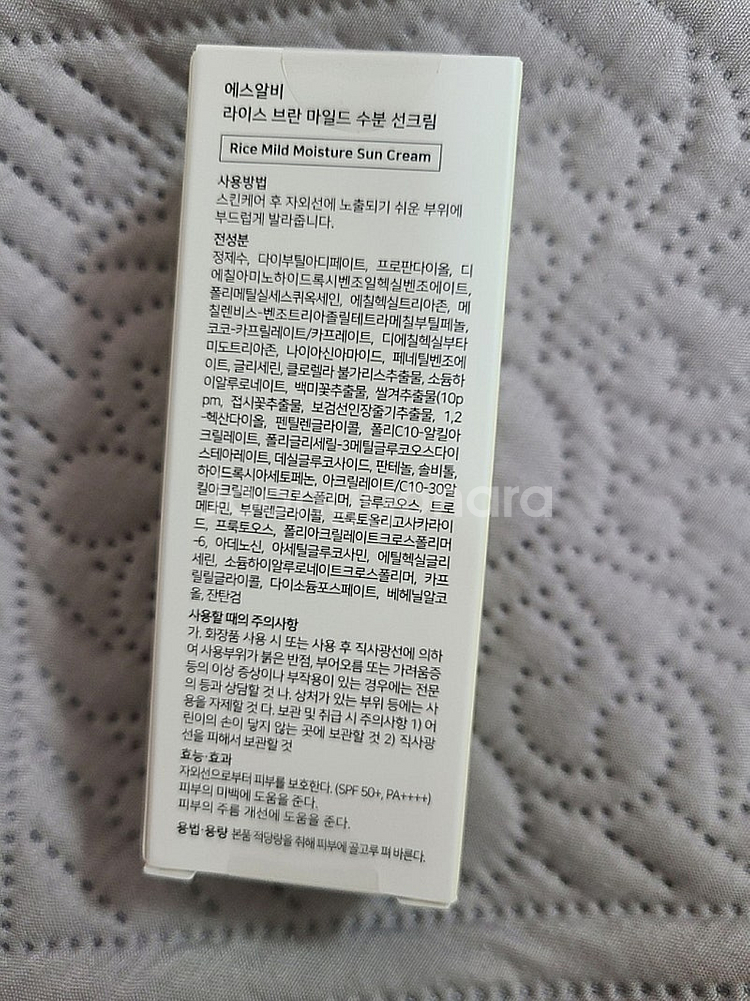 에스알비
라이스 브란 마일드 수분 선크림
Rice Mild Moisture Sun Cream
사용방법
스킨케어 후 자외선에 노출되기 쉬운 부위에
부드럽게 발라줍니다.
전성분
정제수, 다이부틸아디페이트, 프로판다이올, 디
에칠아미노하이드록시벤조일헥실벤조에이트,
폴리메틸실세스퀴옥세인, 에칠헥실트리아존, 메
칠렌비스-벤조트리아졸릴테트라메칠부틸페놀,
코코-카프릴레이트/카프레이트, 디에칠헥실부타
미도트리아존, 나이아신아마이드, 페네틸벤조에
이트, 글리세린, 클로렐라 불가리스추출물, 소듐하
이알루로네이트, 백미꽃추출물, 쌀겨추출물(10p
pm, 접시꽃추출물, 보검선인장줄기추출물, 1,2
-헥산다이올, 펜틸렌글라이콜, 폴리C10-알킬아
크릴레이트, 폴리글리세릴-3메틸글루코오스다이
스테아레이트, 데실글루코사이드, 판테놀, 솔비톨,
하이드록시아세토페논, 아크릴레이트/C10-30알
킬아크릴레이트크로스폴리머, 글루코오스, 트로
메타민, 부틸렌글라이콜, 프룩토올리고사카라이
드, 프룩토오스, 폴리아크릴레이트크로스폴리머
-6, 아데노신, 아세틸글루코사민, 에틸헥실글리
세린, 소듐하이알루로네이트크로스폴리머, 카프
릴릴글라이콜, 다이소듐포스페이트, 베헤닐알코
올, 잔탄검
사용할 때의 주의사항
가. 화장품 사용 시 또는 사용 후 직사광선에 의하
여 사용부위가 붉은 반점, 부어오름 또는 가려움증
등의 이상 증상이나 부작용이 있는 경우에는 전문
의 등과 상담할 것 나. 상처가 있는 부위 등에는 사
용을 자제할 것 다. 보관 및 취급 시 주의사항 1) 어
린이의 손이 닿지 않는 곳에 보관할 것 2) 직사광
선을 피해서 보관할 것
효능·효과
자외선으로부터 피부를 보호한다. (SPF 50+, PA++++)
피부의 미백에 도움을 준다.
피부의 주름 개선에 도움을 준다.
용법·용량 본품 적당량을 취해 피부에 골고루 펴 바른다.